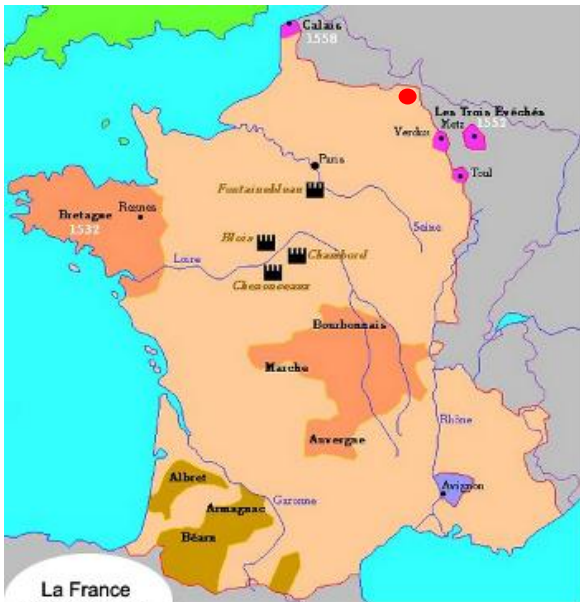 Calais
1558
Les Trois Evéchés
Verdun
Metz
1552
Toul
Paris
Fontainebleau
Seine
Bretagne
Rennes
1532
Blois
Loire
Chambord
Chenonceaux
Bourbonnais
Marche
Auvergne
Rhône
Avignon
Albret
Garonne
Armagnac
Béarn
La France